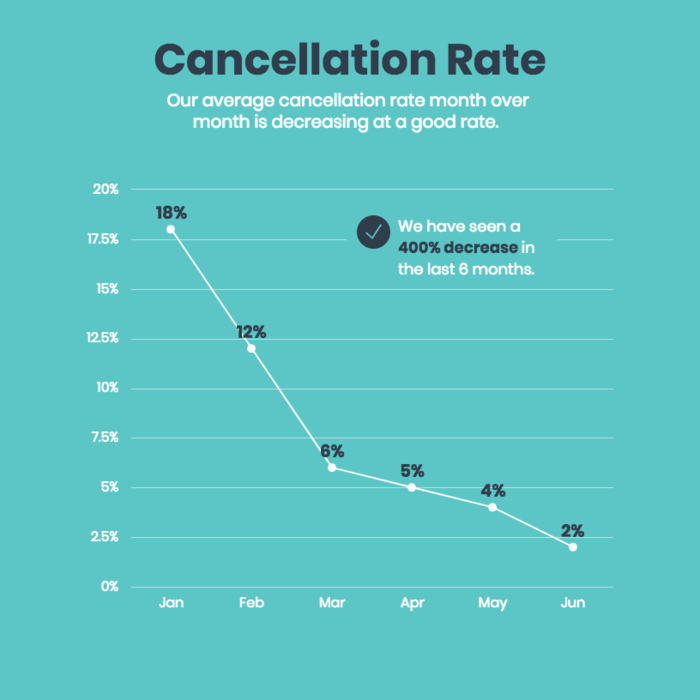 Cancellation Rate
Our average cancellation rate month over
month is decreasing at a good rate.
20%
18%
We have seen a
17.5%
400% decrease in
the last 6 months.
15%
12.5%
12%
10%
7.5%
6%
5%
5%
4%
2.5%
2%
0%
Jan Feb Mar Apr May Jun